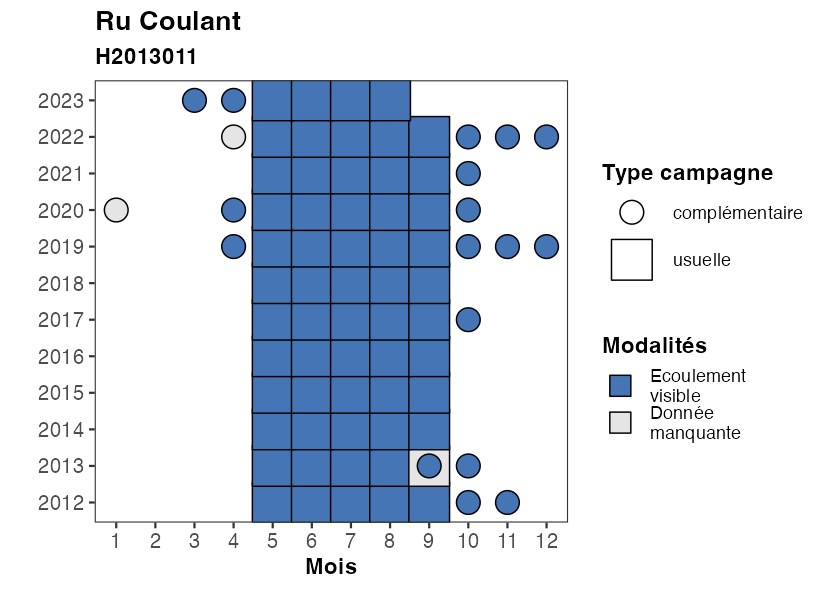 Ru Coulant
H2013011
2023
2022
2021
2020
2019
2018
2017
2016
2015
2014
2013
2012
1 2 3 4 5 6 7 8 9 10 11 12
Mois
Type campagne
complémentaire
usuelle
Modalités
Ecoulement
visible
Donnée
manquante